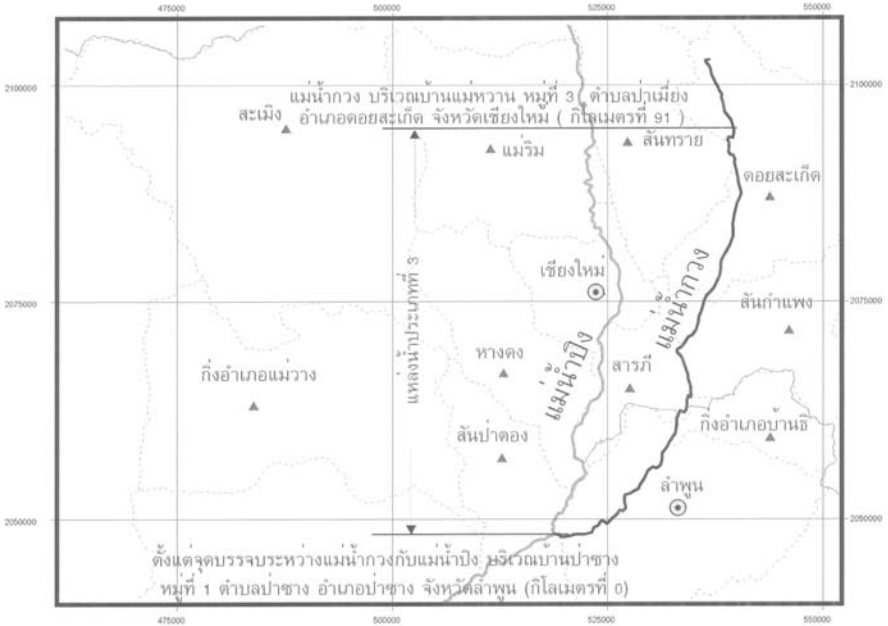 475000
500000
525000
550000
2100000
2100000
แม่น้ำกวง บริเวณบ้านแม่หวาน หมู่ที่ 3 ตำบลป่าเมี่ยง
อำเภอดอยสะเก็ด จังหวัดเชียงใหม่ ( กิโลเมตรที่ 91 )
สะเมิง
แม่ริม
สันทราย
ดอยสะเก็ด
เชียงใหม่
แม่น้ำกวง
2075000
2075000
สันกำแพง
แหล่งน้ำประเภทที่ 3
หางดง
แม่น้ำปิง
สารภี
กิ่งอำเภอแม่วาง
สันป่าตอง
กิ่งอำเภอบ้านธิ
ลำพูน
2050000
2050000
ตั้งแต่จุดบรรจบระหว่างแม่น้ำกวงกับแม่น้ำปิง บริเวณบ้านป่าซาง
หมู่ที่ 1 ตำบลป่าซาง อำเภอป่าซาง จังหวัดลำพูน (กิโลเมตรที่ 0)
475000
500000
525000
550000